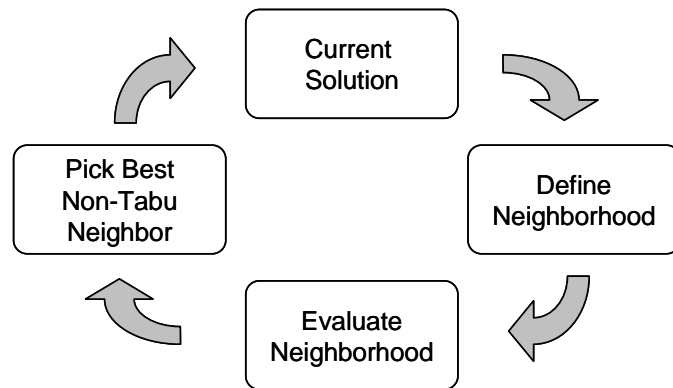 Current
Solution
Define
Neighborhood
Evaluate
Neighborhood
Pick Best
Non-Tabu
Neighbor